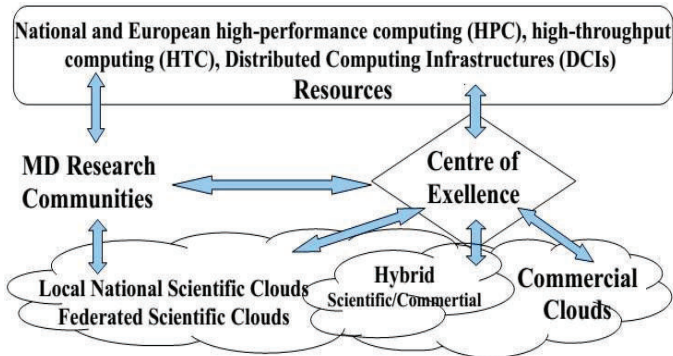 National and European high-performance computing (HPC), high-throughput
computing (HTC), Distributed Computing Infrastructures (DCIs)
Resources
MD Research
Communities
Centre of
Exellence
Local National Scientific Clouds
Federated Scientific Clouds
Hybrid
Scientific/Commertial
Commercial
Clouds